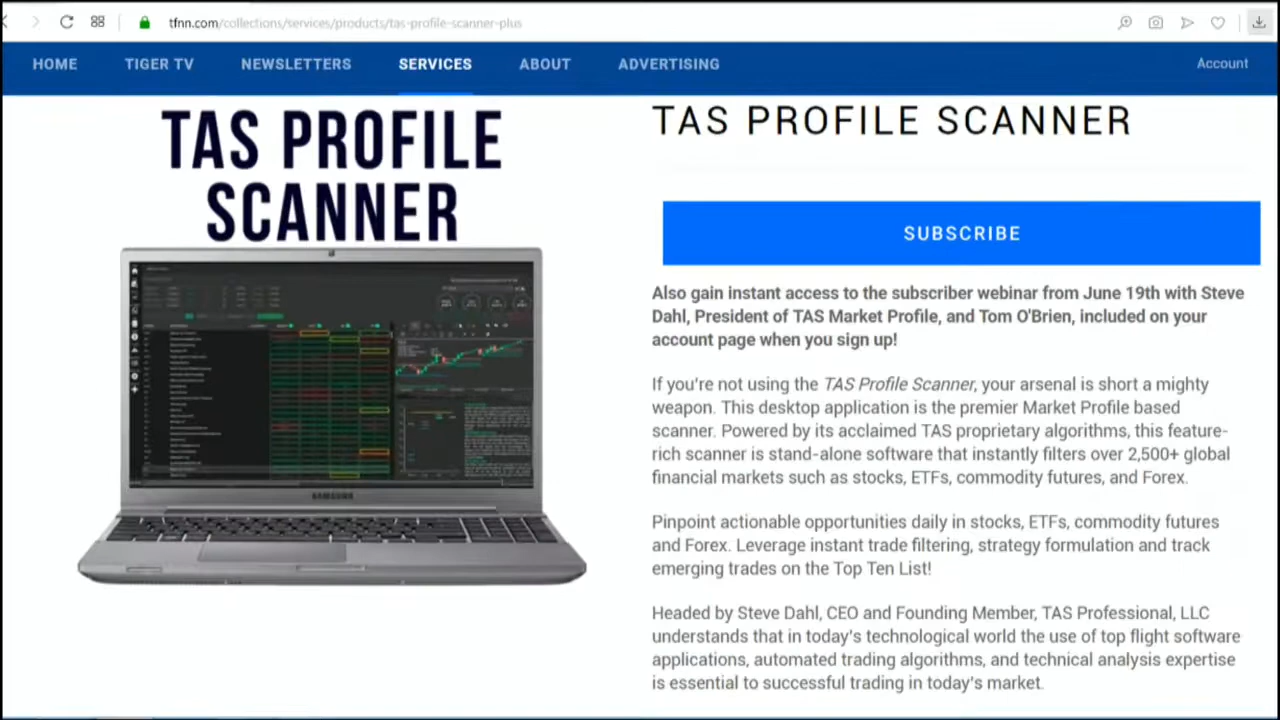 tfnn.com/collections/services/products/tas-profile-scanner-plus
HOME TIGER TV NEWSLETTERS SERVICES ABOUT ADVERTISING Account
TAS PROFILE
SCANNER
SAMSUNG
TAS PROFILE SCANNER
SUBSCRIBE
Also gain instant access to the subscriber webinar from June 19th with Steve
Dahl, President of TAS Market Profile, and Tom O'Brien, included on your
account page when you sign up!
If you're not using the TAS Profile Scanner, your arsenal is short a mighty
weapon. This desktop application is the premier Market Profile based
scanner. Powered by its acclaimed TAS proprietary algorithms, this feature-
rich scanner is stand-alone software that instantly filters over 2,500+ global
financial markets such as stocks, ETFs, commodity futures, and Forex.
Pinpoint actionable opportunities daily in stocks, ETFs, commodity futures
and Forex. Leverage instant trade filtering, strategy formulation and track
emerging trades on the Top Ten List!
Headed by Steve Dahl, CEO and Founding Member, TAS Professional, LLC
understands that in today's technological world the use of top flight software
applications, automated trading algorithms, and technical analysis expertise
is essential to successful trading in today's market.